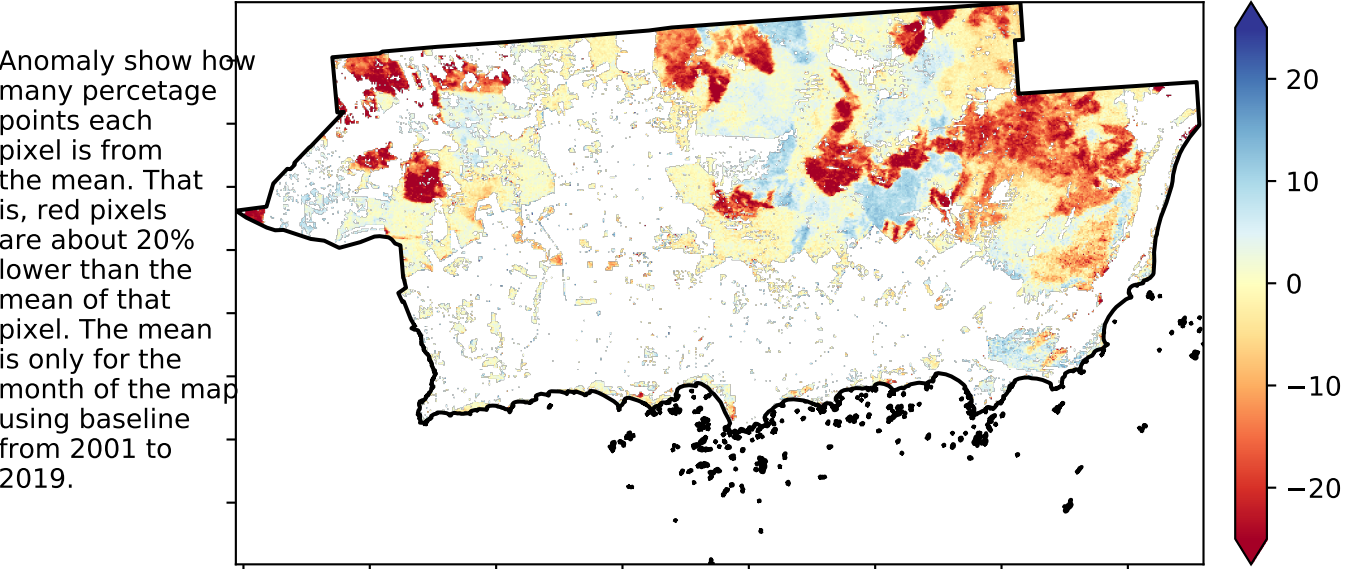 Anomaly show how
many percetage
points each
pixel is from
the mean. That
is, red pixels
are about 20%
lower than the
mean of that
pixel. The mean
is only for the
month of the map
using baseline
from 2001 to
2019.
20
10
0
−10
−20